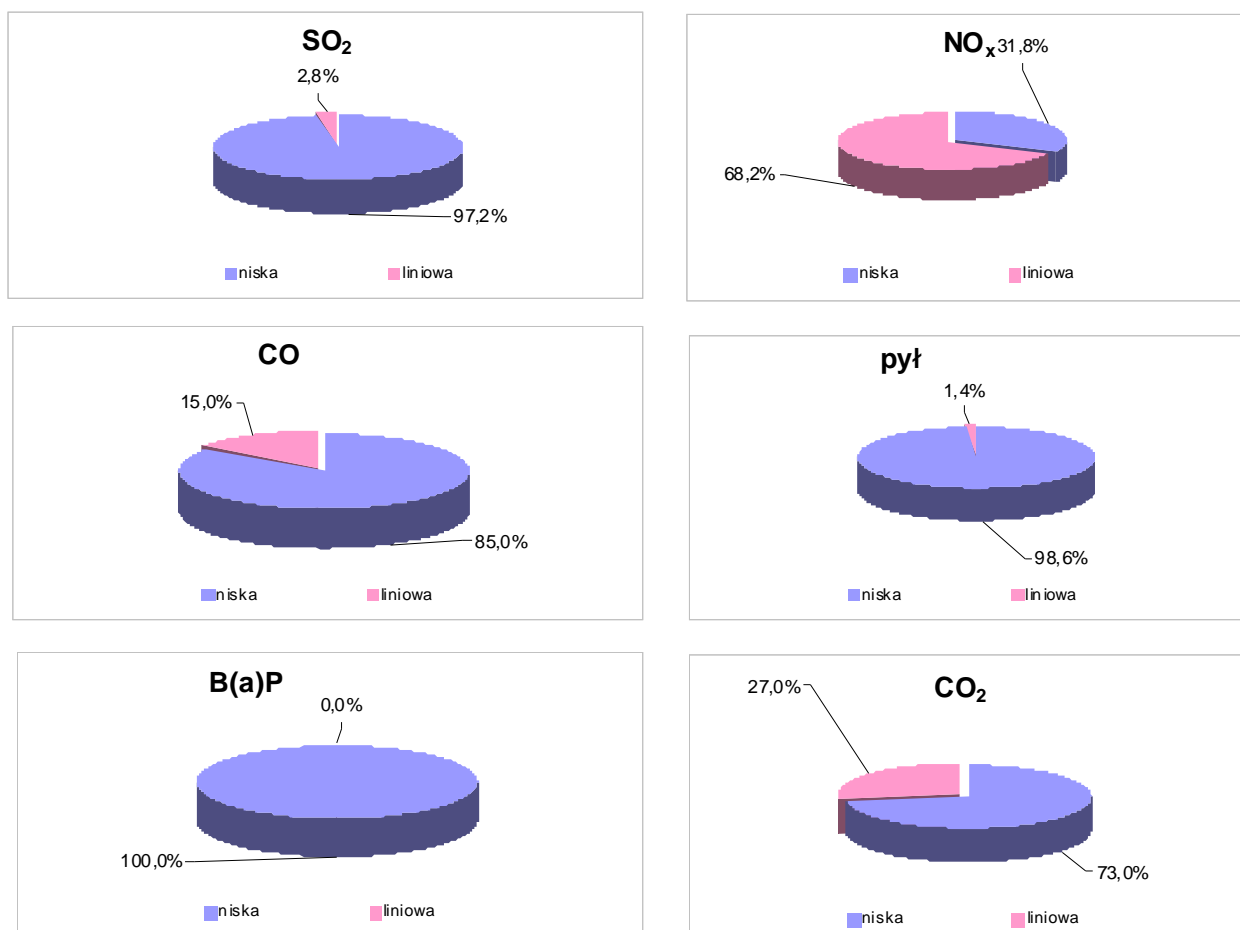 SO₂
2,8%
97,2%
niska liniowa
NOₓ 31,8%
68,2%
niska liniowa
CO
15,0%
85,0%
niska liniowa
pył
1,4%
98,6%
niska liniowa
B(a)P
0,0%
100,0%
niska liniowa
CO₂
27,0%
73,0%
niska liniowa